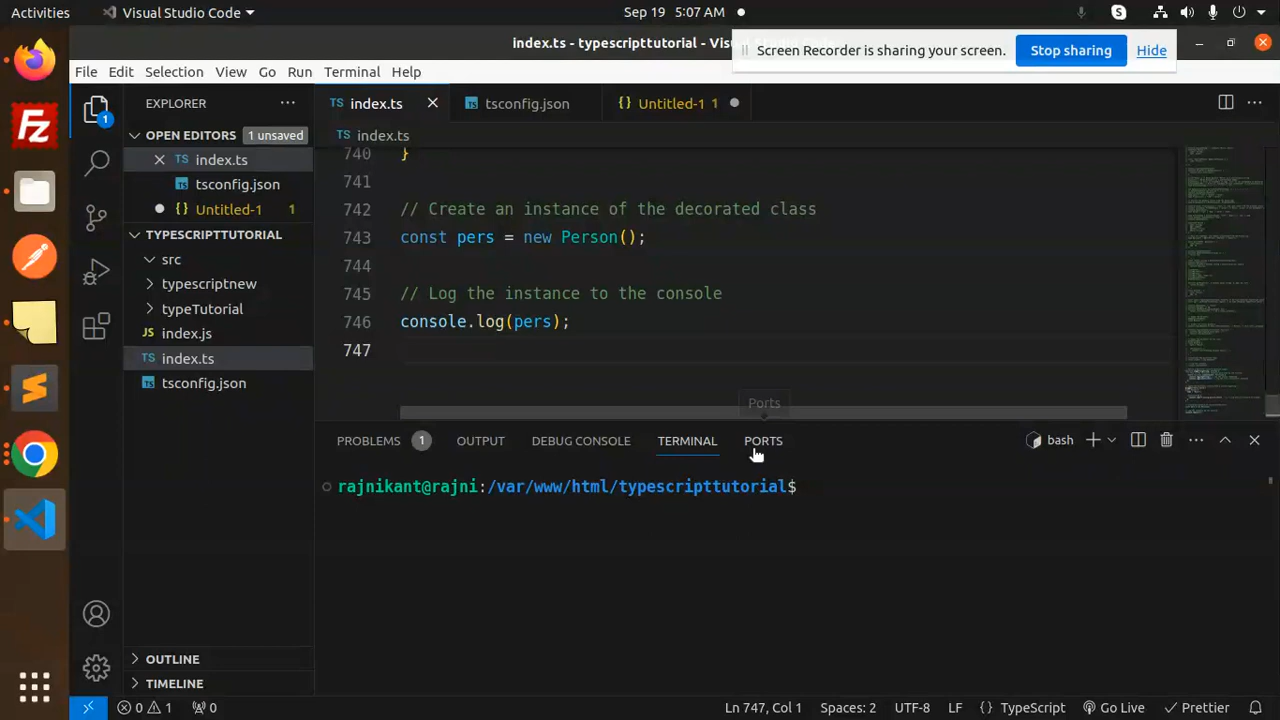 Activities
Visual Studio Code
Sep 19 5:07 AM
index.ts - typescripttutorial - Vis
Screen Recorder is sharing your screen.
Stop sharing
Hide
File Edit Selection View Go Run Terminal Help
EXPLORER
TS index.ts
tsconfig.json
{} Untitled-1 1
OPEN EDITORS
1 unsaved
TS index.ts
TS index.ts
tsconfig.json
{} Untitled-1 1
TYPESCRIPTTUTORIAL
src
typescriptnew
typeTutorial
JS index.js
TS index.ts
tsconfig.json
OUTLINE
TIMELINE
740 }
741
742 // Create an instance of the decorated class
743 const pers = new Person();
744
745 // Log the instance to the console
746 console.log(pers);
747
Ports
PROBLEMS 1 OUTPUT DEBUG CONSOLE TERMINAL PORTS
bash
rajnikant@rajni:/var/www/html/typescripttutorial$
0 1 0
Ln 747, Col 1 Spaces: 2 UTF-8 LF {} TypeScript Go Live Prettier